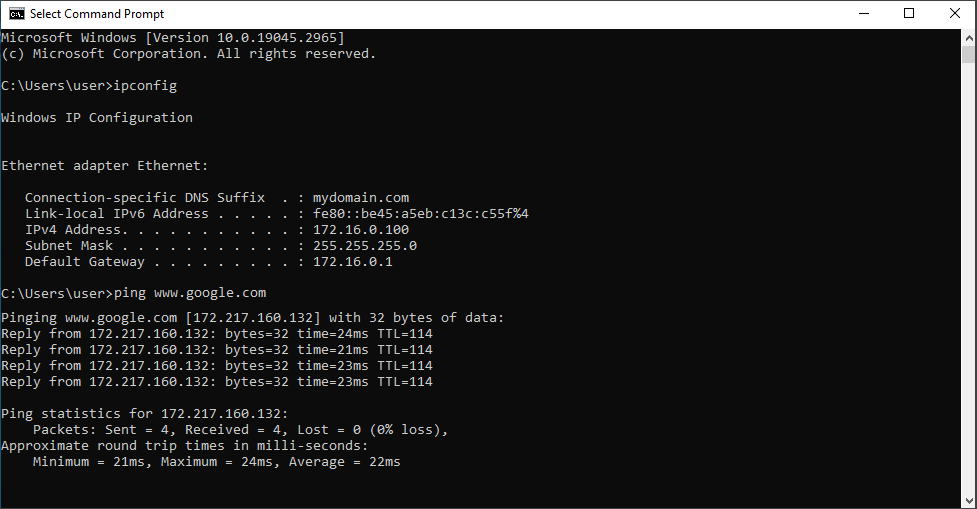 Select Command Prompt
Microsoft Windows [Version 10.0.19045.2965]
(c) Microsoft Corporation. All rights reserved.
C:\Users\user>ipconfig
Windows IP Configuration
Ethernet adapter Ethernet:
Connection-specific DNS Suffix  . : mydomain.com
Link-local IPv6 Address . . . . . : fe80::be45:a5eb:c13c:c55f%4
IPv4 Address. . . . . . . . . . . : 172.16.0.100
Subnet Mask . . . . . . . . . . . : 255.255.255.0
Default Gateway . . . . . . . . . : 172.16.0.1
C:\Users\user>ping www.google.com
Pinging www.google.com [172.217.160.132] with 32 bytes of data:
Reply from 172.217.160.132: bytes=32 time=24ms TTL=114
Reply from 172.217.160.132: bytes=32 time=21ms TTL=114
Reply from 172.217.160.132: bytes=32 time=23ms TTL=114
Reply from 172.217.160.132: bytes=32 time=23ms TTL=114
Ping statistics for 172.217.160.132:
Packets: Sent = 4, Received = 4, Lost = 0 (0% loss),
Approximate round trip times in milli-seconds:
Minimum = 21ms, Maximum = 24ms, Average = 22ms